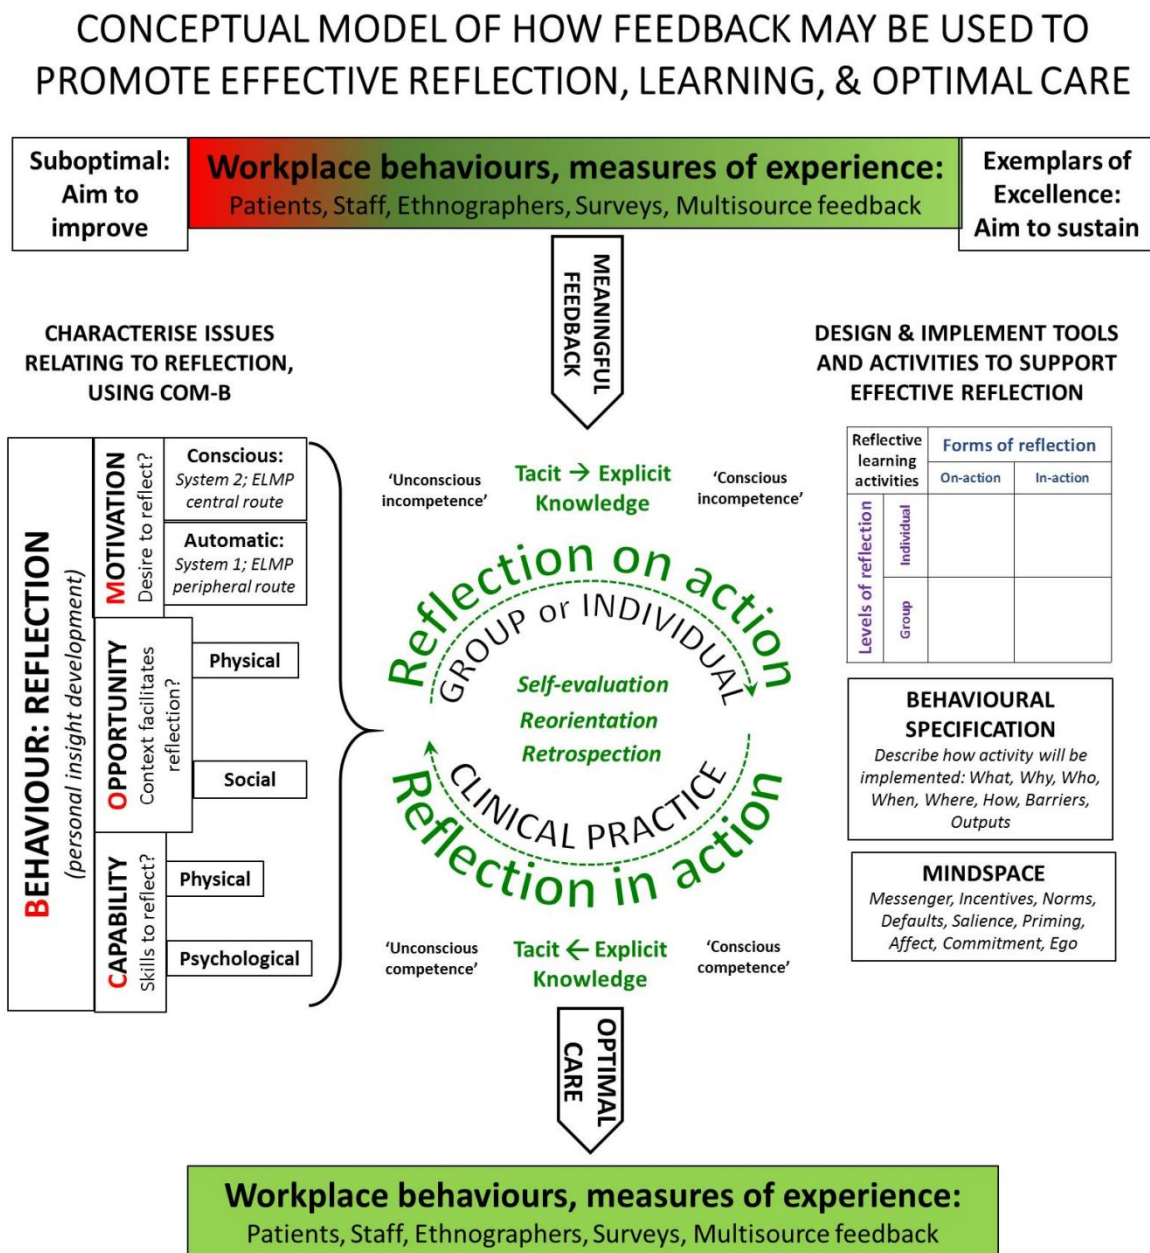 CONCEPTUAL MODEL OF HOW FEEDBACK MAY BE USED TO
PROMOTE EFFECTIVE REFLECTION, LEARNING, & OPTIMAL CARE
Suboptimal:
Aim to
improve
Workplace behaviours, measures of experience:
Patients, Staff, Ethnographers, Surveys, Multisource feedback
Exemplars of
Excellence:
Aim to sustain
MEANINGFUL
FEEDBACK
CHARACTERISE ISSUES
RELATING TO REFLECTION,
USING COM-B
BEHAVIOUR: REFLECTION
(personal insight development)
MOTIVATION
Desire to reflect?
Conscious:
System 2; ELMP
central route
Automatic:
System 1; ELMP
peripheral route
OPPORTUNITY
Context facilitates
reflection?
Physical
Social
CAPABILITY
Skills to reflect?
Physical
Psychological
‘Unconscious
incompetence’
Tacit → Explicit
Knowledge
‘Conscious
incompetence’
Reflection on action
GROUP or INDIVIDUAL
Self-evaluation
Reorientation
Retrospection
CLINICAL PRACTICE
Reflection in action
‘Unconscious
competence’
Tacit ← Explicit
Knowledge
‘Conscious
competence’
OPTIMAL
CARE
DESIGN & IMPLEMENT TOOLS
AND ACTIVITIES TO SUPPORT
EFFECTIVE REFLECTION
Reflective
learning
activities
Forms of reflection
On-action
In-action
Levels of reflection
Individual
Group
BEHAVIOURAL
SPECIFICATION
Describe how activity will be
implemented: What, Why, Who,
When, Where, How, Barriers,
Outputs
MINDSPACE
Messenger, Incentives, Norms,
Defaults, Salience, Priming,
Affect, Commitment, Ego
Workplace behaviours, measures of experience:
Patients, Staff, Ethnographers, Surveys, Multisource feedback